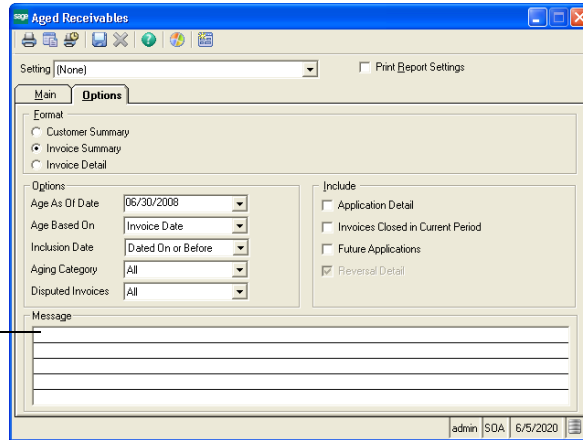 sage Aged Receivables
Setting (None)
Print Report Settings
Main Options
Format
Customer Summary
Invoice Summary
Invoice Detail
Options
Age As Of Date 06/30/2008
Age Based On Invoice Date
Inclusion Date Dated On or Before
Aging Category All
Disputed Invoices All
Include
Application Detail
Invoices Closed in Current Period
Future Applications
Reversal Detail
Message
admin SOA 6/5/2020